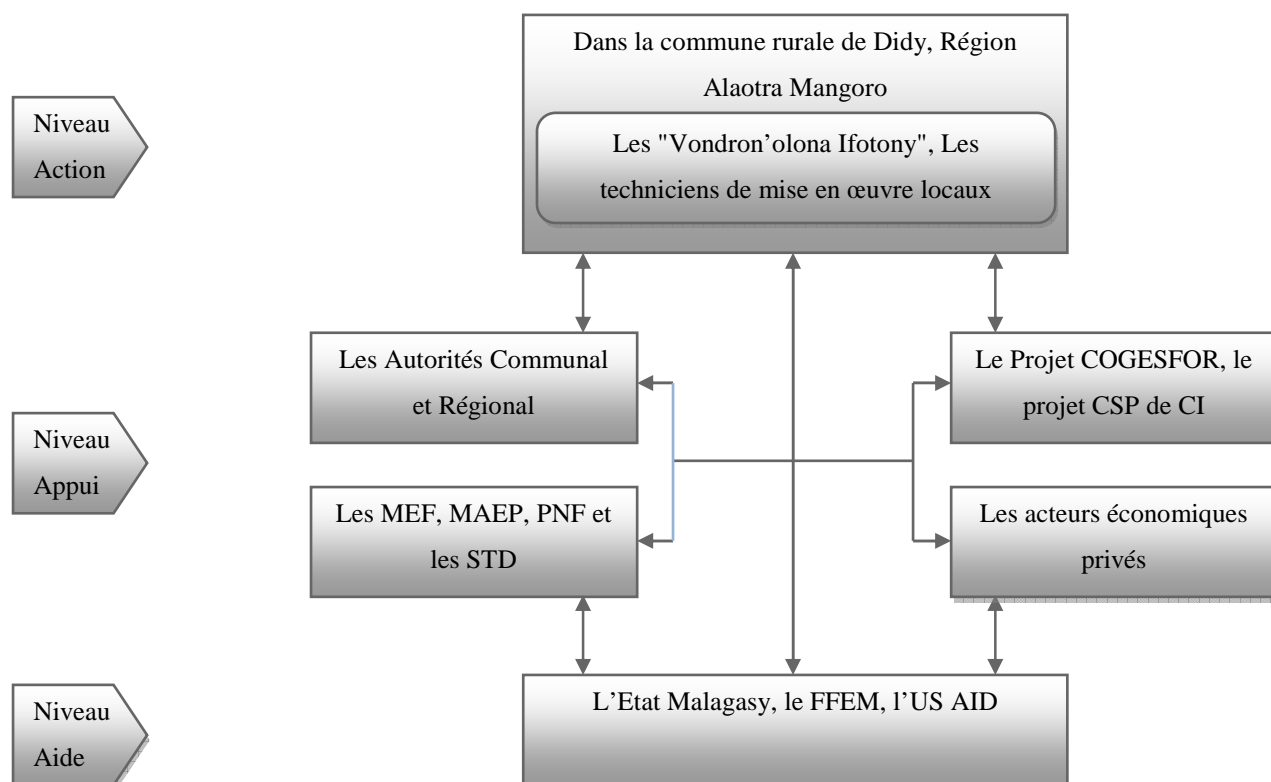 Dans la commune rurale de Didy, Région
Alaotra Mangoro
Niveau
Action
Les "Vondron’olona Ifotony", Les
techniciens de mise en œuvre locaux
Les Autorités Communal
et Régional
Le Projet COGESFOR, le
projet CSP de CI
Niveau
Appui
Les MEF, MAEP, PNF et
les STD
Les acteurs économiques
privés
L’Etat Malagasy, le FFEM, l’US AID
Niveau
Aide